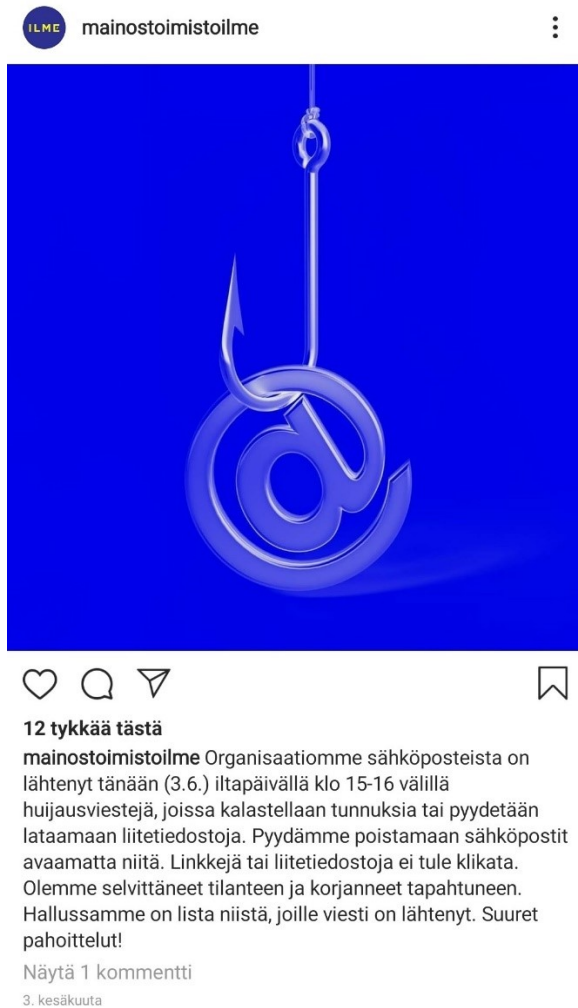 ILME
mainostoimistoilme
@
12 tykkää tästä
mainostoimistoilme Organisaatiomme sähköposteista on
lähtenyt tänään (3.6.) iltapäivällä klo 15-16 välillä
huijausviestejä, joissa kalastellaan tunnuksia tai pyydetään
lataamaan liitetiedostoja. Pyydämme poistamaan sähköpostit
avaamatta niitä. Linkkejä tai liitetiedostoja ei tule klikata.
Olemme selvittäneet tilanteen ja korjanneet tapahtuneen.
Hallussamme on lista niistä, joille viesti on lähtenyt. Suuret
pahoittelut!
Näytä 1 kommentti
3. kesäkuuta